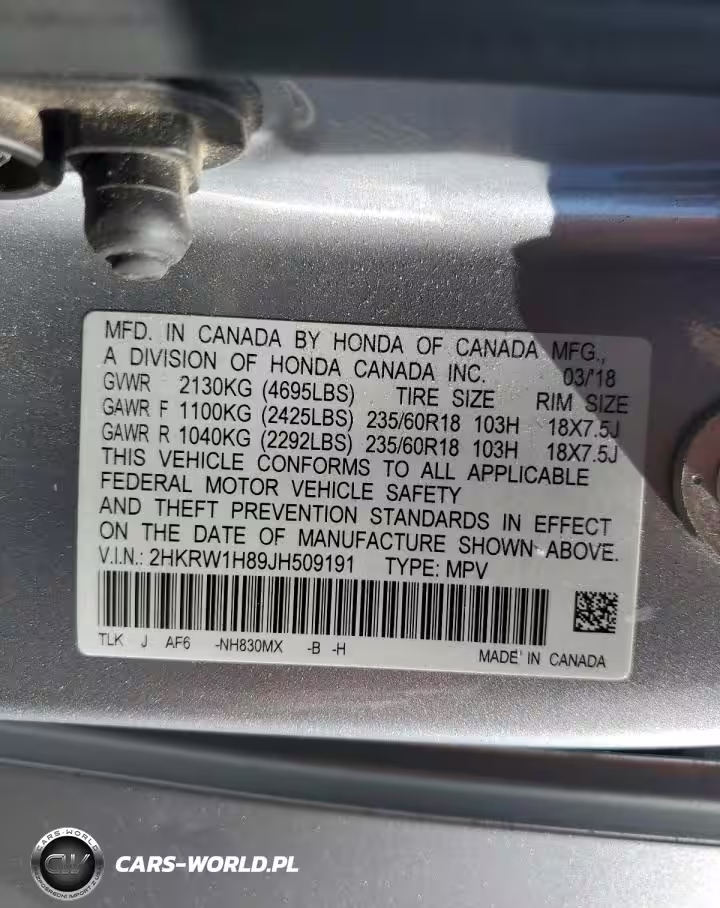 MFD. IN CANADA BY HONDA OF CANADA MFG.,
A DIVISION OF HONDA CANADA INC. 03/'18
GVWR 2130KG (4695LBS) TIRE SIZE RIM SIZE
GAWR F 1100KG (2425LBS) 235/60R18 103H 18X7.5J
GAWR R 1040KG (2292LBS) 235/60R18 103H 18X7.5J
THIS VEHICLE CONFORMS TO ALL APPLICABLE
FEDERAL MOTOR VEHICLE SAFETY
AND THEFT PREVENTION STANDARDS IN EFFECT
ON THE DATE OF MANUFACTURE SHOWN ABOVE.
V.I.N.: 2HKRW1H89JH509191 TYPE: MPV
TLK J AF6 -NH830MX -B -H
MADE IN CANADA
CARS-WORLD
CW
CARS-WORLD.PL